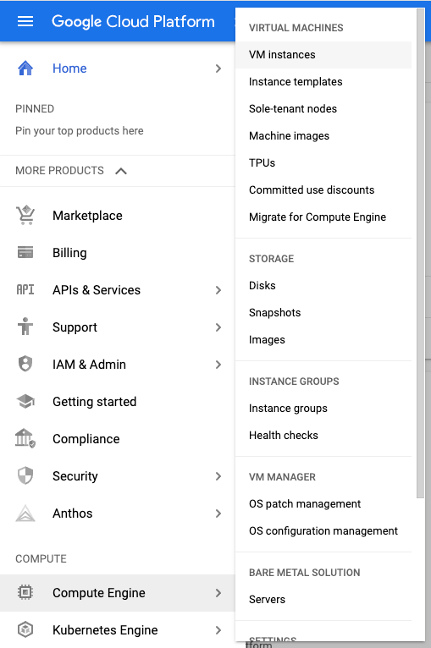 Google Cloud Platform
Home
PINNED
Pin your top products here
MORE PRODUCTS
Marketplace
Billing
API APIs & Services
Support
IAM & Admin
Getting started
Compliance
Security
Anthos
COMPUTE
Compute Engine
Kubernetes Engine
VIRTUAL MACHINES
VM instances
Instance templates
Sole-tenant nodes
Machine images
TPUs
Committed use discounts
Migrate for Compute Engine
STORAGE
Disks
Snapshots
Images
INSTANCE GROUPS
Instance groups
Health checks
VM MANAGER
OS patch management
OS configuration management
BARE METAL SOLUTION
Servers
SETTINGS
tform